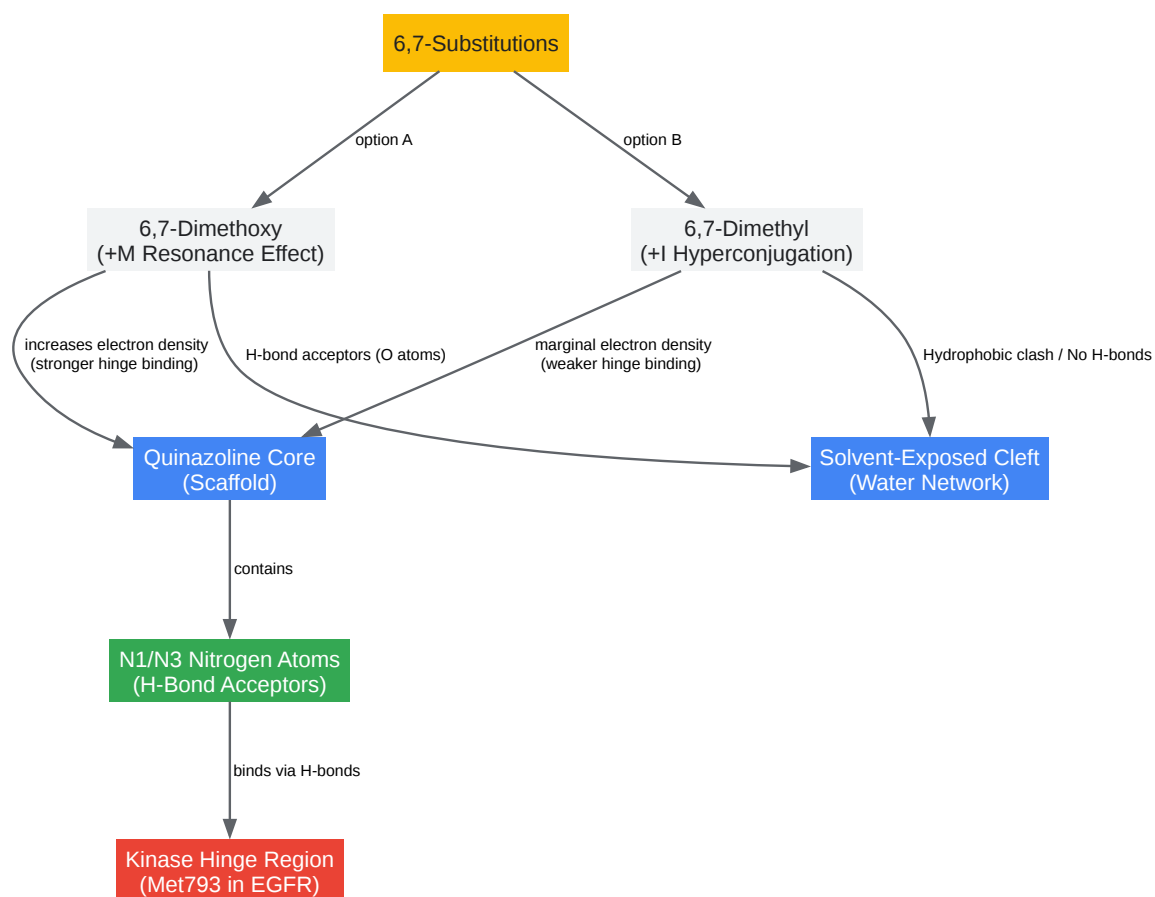 6,7-Substitutions
option A
option B
6,7-Dimethoxy
(+M Resonance Effect)
6,7-Dimethyl
(+I Hyperconjugation)
increases electron density
(stronger hinge binding)
H-bond acceptors (O atoms)
marginal electron density
(weaker hinge binding)
Hydrophobic clash / No H-bonds
Quinazoline Core
(Scaffold)
Solvent-Exposed Cleft
(Water Network)
contains
N1/N3 Nitrogen Atoms
(H-Bond Acceptors)
binds via H-bonds
Kinase Hinge Region
(Met793 in EGFR)